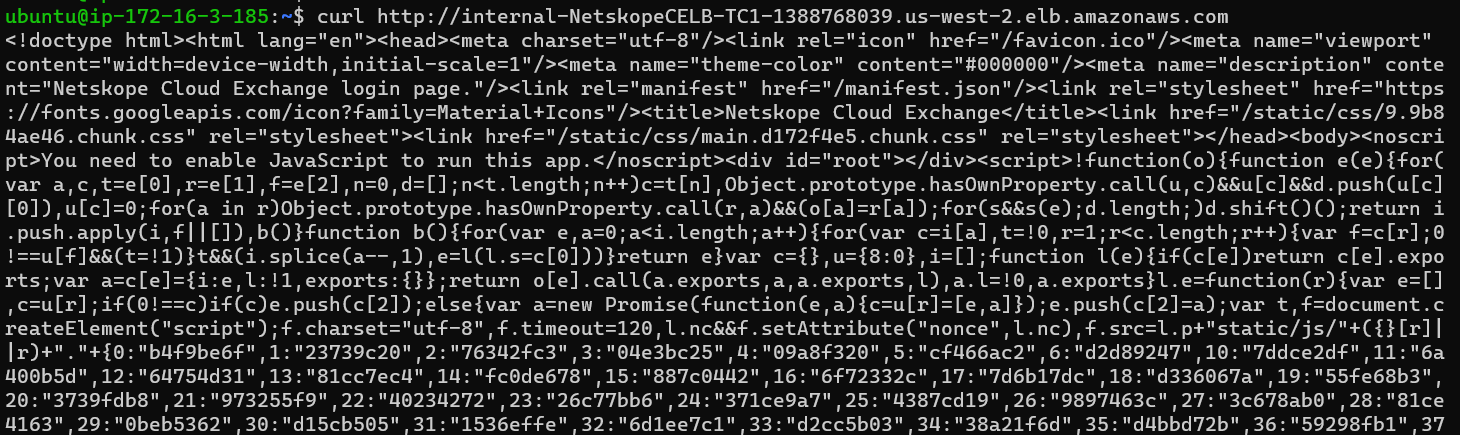 ubuntu@ip-172-16-3-185:~$ curl http://internal-NetskopeCELB-TC1-1388768039.us-west-2.elb.amazonaws.com
<!doctype html><html lang="en"><head><meta charset="utf-8"/><link rel="icon" href="/favicon.ico"/><meta name="viewport"
content="width=device-width,initial-scale=1"/><meta name="theme-color" content="#000000"/><meta name="description" conte
nt="Netskope Cloud Exchange login page."/><link rel="manifest" href="/manifest.json"/><link rel="stylesheet" href="https
://fonts.googleapis.com/icon?family=Material+Icons"/><title>Netskope Cloud Exchange</title><link href="/static/css/9.9b8
4ae46.chunk.css" rel="stylesheet"><link href="/static/css/main.d172f4e5.chunk.css" rel="stylesheet"></head><body><noscri
pt>You need to enable JavaScript to run this app.</noscript><div id="root"></div><script>!function(o){function e(e){for(
var a,c,t=e[0],r=e[1],f=e[2],n=0,d=[];n<t.length;n++)c=t[n],Object.prototype.hasOwnProperty.call(u,c)&&u[c]&&d.push(u[c]
[0]),u[c]=0;for(a in r)Object.prototype.hasOwnProperty.call(r,a)&&(o[a]=r[a]);for(s&&s(e);d.length;)d.shift()();return i
.push.apply(i,f||[]),b()}function b(){for(var e,a=0;a<i.length;a++){for(var c=i[a],t=!0,r=1;r<c.length;r++){var f=c[r];0
!==u[f]&&(t=!1)}t&&(i.splice(a--,1),e=l(l.s=c[0]))}return e}var c={},u={8:0},i=[];function l(e){if(c[e])return c[e].expo
rts;var a=c[e]={i:e,l:!1,exports:{}};return o[e].call(a.exports,a,a.exports,l),a.l=!0,a.exports}l.e=function(r){var e=[]
,c=u[r];if(0!==c)if(c)e.push(c[2]);else{var a=new Promise(function(e,a){c=u[r]=[e,a]});e.push(c[2]=a);var t,f=document.c
reateElement("script");f.charset="utf-8",f.timeout=120,l.nc&&f.setAttribute("nonce",l.nc),f.src=l.p+"static/js/"+({}[r]|
|r)+"."+{0:"b4f9be6f",1:"23739c20",2:"76342fc3",3:"04e3bc25",4:"09a8f320",5:"cf466ac2",6:"d2d89247",10:"7ddce2df",11:"6a
400b5d",12:"64754d31",13:"81cc7ec4",14:"fc0de678",15:"887c0442",16:"6f72332c",17:"7d6b17dc",18:"d336067a",19:"55fe68b3",
20:"3739fdb8",21:"973255f9",22:"40234272",23:"26c77bb6",24:"371ce9a7",25:"4387cd19",26:"9897463c",27:"3c678ab0",28:"81ce
4163",29:"0beb5362",30:"d15cb505",31:"1536effe",32:"6d1ee7c1",33:"d2cc5b03",34:"38a21f6d",35:"d4bbd72b",36:"59298fb1",37